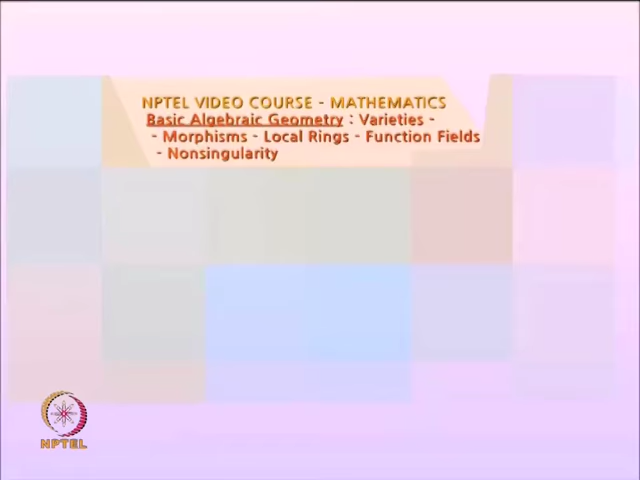 NPTEL VIDEO COURSE - MATHEMATICS
Basic Algebraic Geometry : Varieties -
- Morphisms - Local Rings - Function Fields
- Nonsingularity
NPTEL